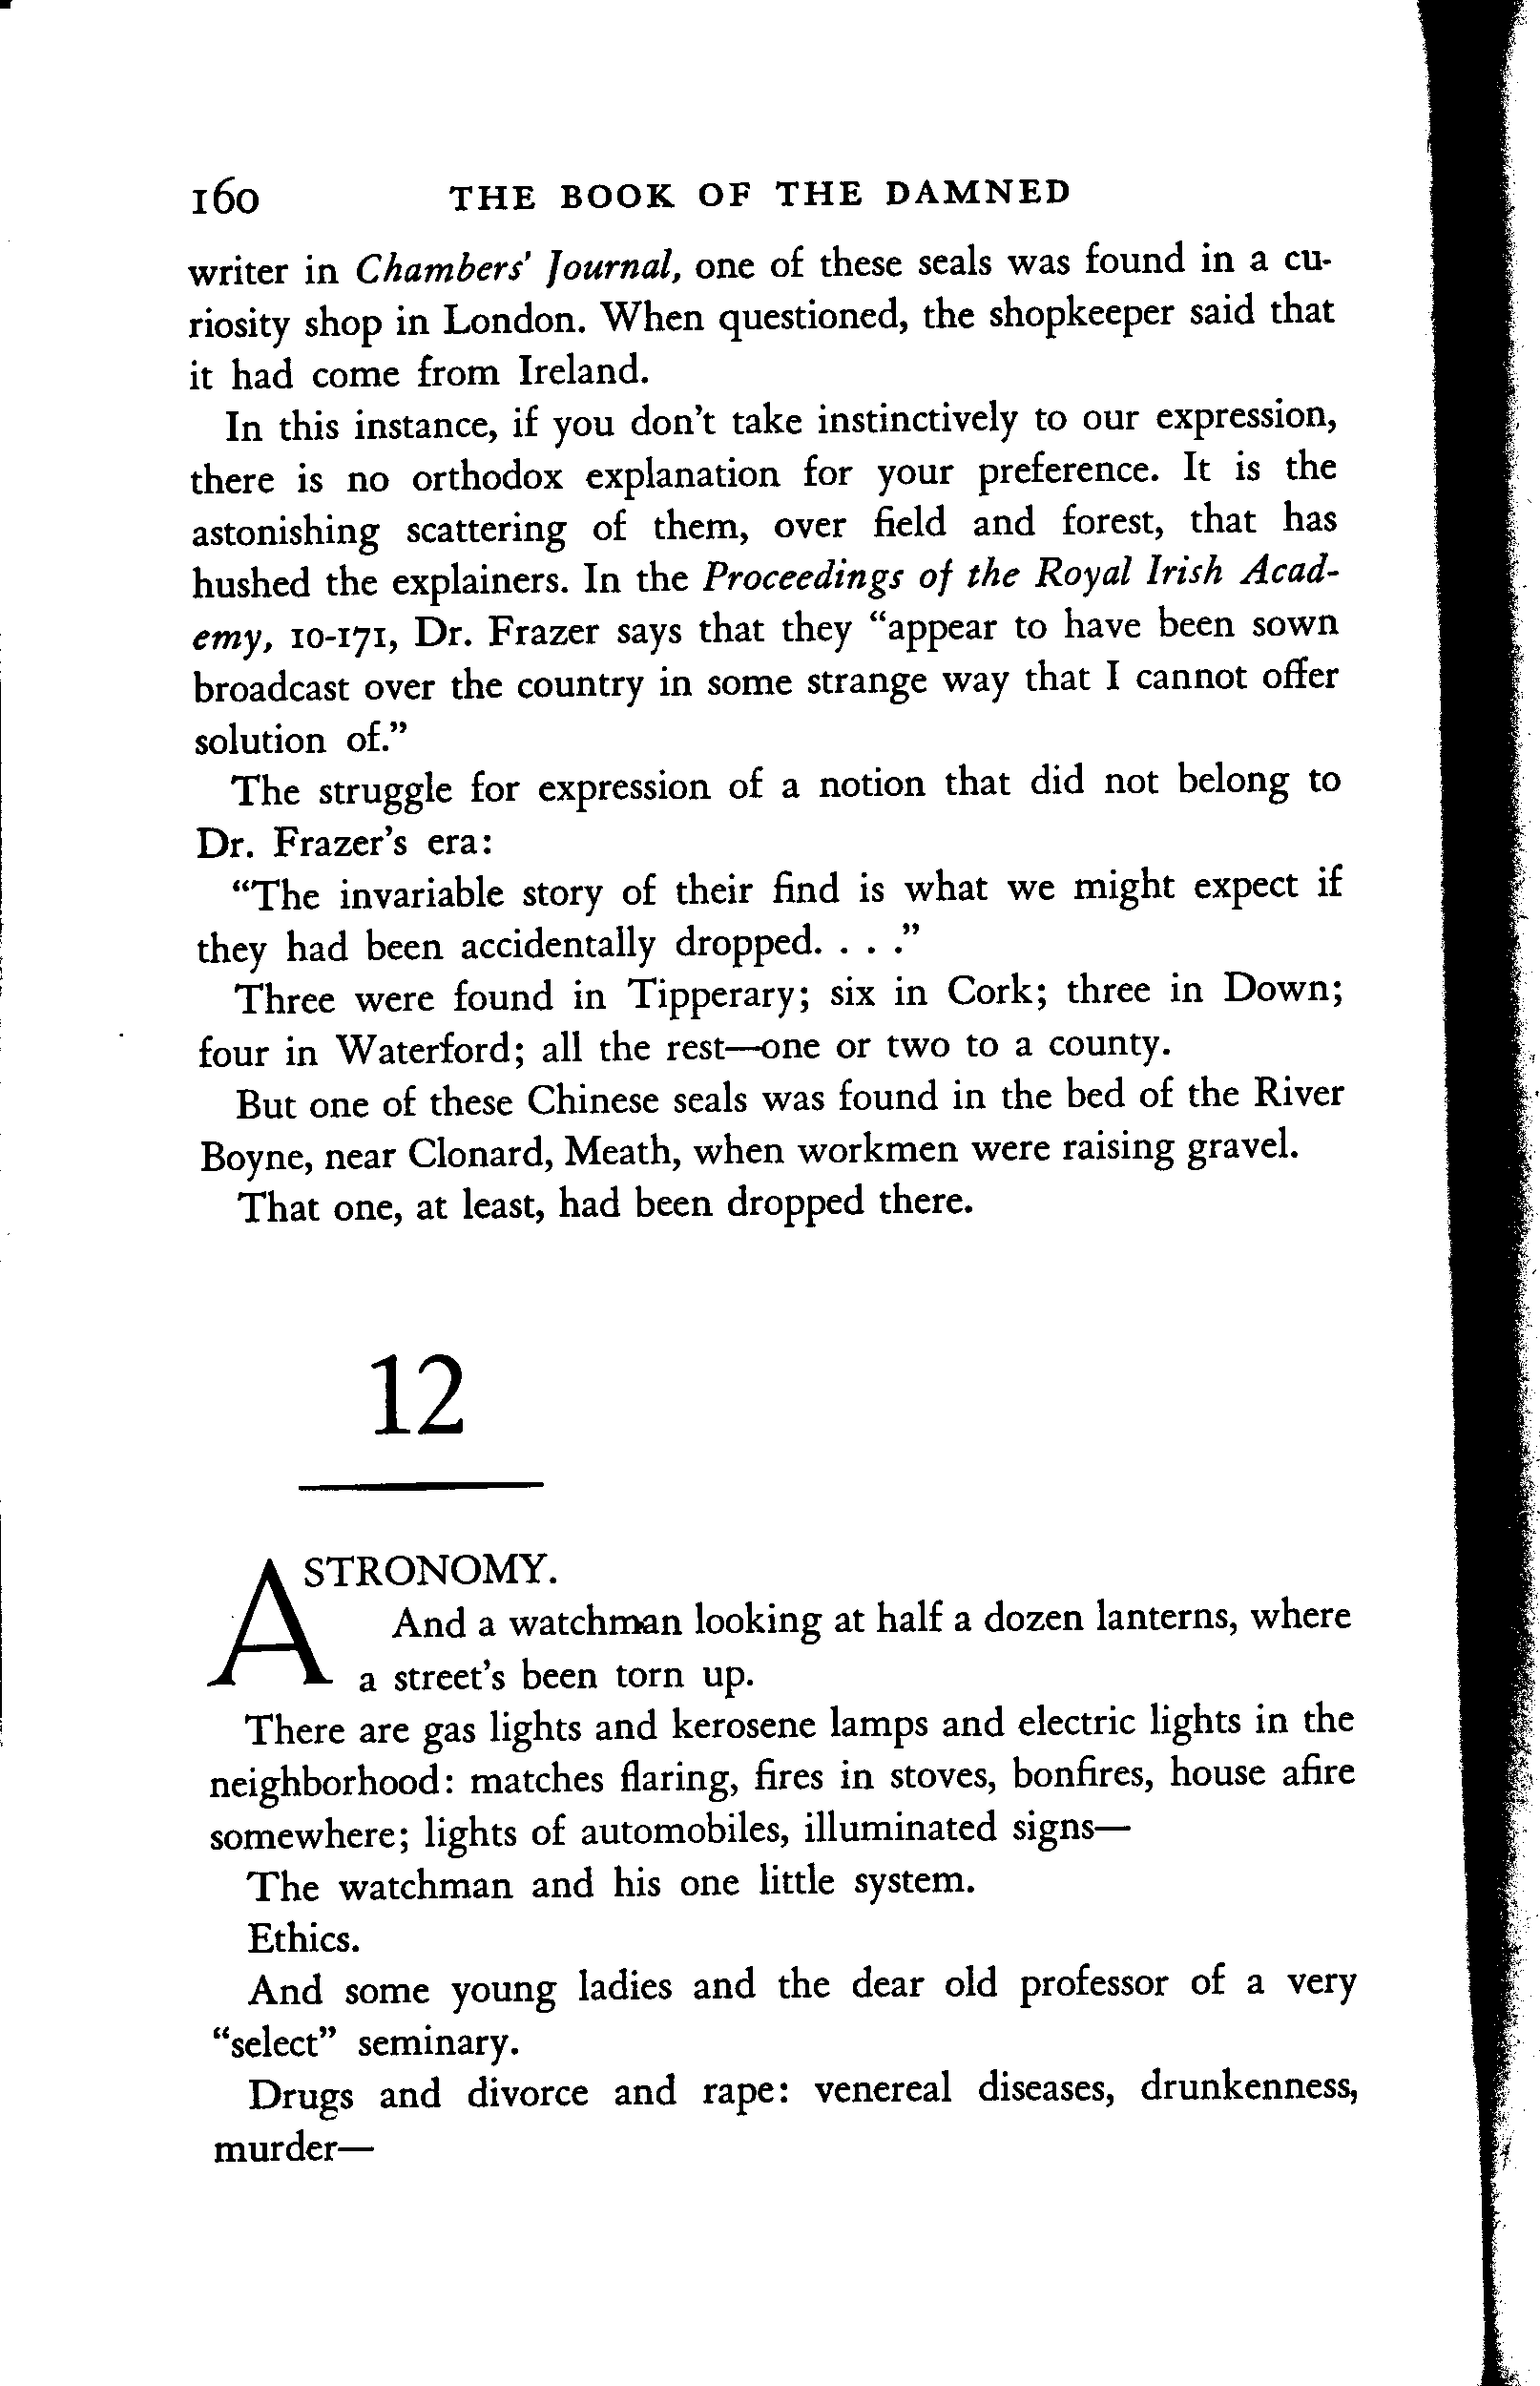 160 THE BOOK OF THE DAMNED
writer in Chambers' Journal, one of these seals was found in a cu-
riosity shop in London. When questioned, the shopkeeper said that
it had come from Ireland.
In this instance, if you don't take instinctively to our expression,
there is no orthodox explanation for your preference. It is the
astonishing scattering of them, over field and forest, that has
hushed the explainers. In the Proceedings of the Royal Irish Acad-
emy, 10-171, Dr. Frazer says that they “appear to have been sown
broadcast over the country in some strange way that I cannot offer
solution of.”
The struggle for expression of a notion that did not belong to
Dr. Frazer's era:
“The invariable story of their find is what we might expect if
they had been accidentally dropped. . . .”
Three were found in Tipperary; six in Cork; three in Down;
four in Waterford; all the rest—one or two to a county.
But one of these Chinese seals was found in the bed of the River
Boyne, near Clonard, Meath, when workmen were raising gravel.
That one, at least, had been dropped there.
12
ASTRONOMY.
And a watchman looking at half a dozen lanterns, where
a street's been torn up.
There are gas lights and kerosene lamps and electric lights in the
neighborhood: matches flaring, fires in stoves, bonfires, house afire
somewhere; lights of automobiles, illuminated signs—
The watchman and his one little system.
Ethics.
And some young ladies and the dear old professor of a very
“select” seminary.
Drugs and divorce and rape: venereal diseases, drunkenness,
murder—